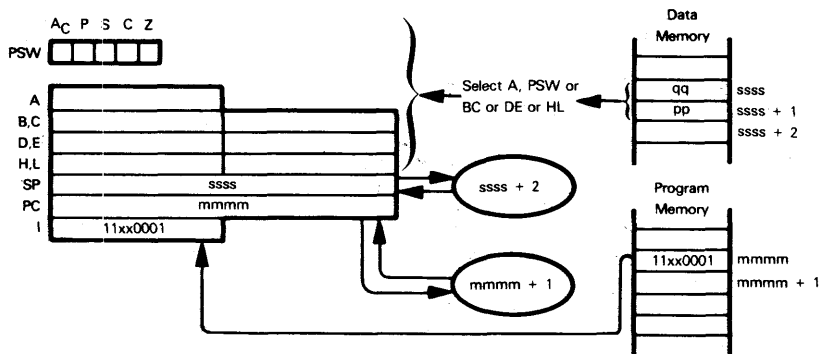 A_C P S C Z
PSW
A
B,C
D,E
H,L
SP ssss
PC mmmm
I 11xx0001
Select A, PSW or
BC or DE or HL
ssss + 2
mmmm + 1
Data
Memory
qq ssss
pp ssss + 1
ssss + 2
Program
Memory
11xx0001 mmmm
mmmm + 1